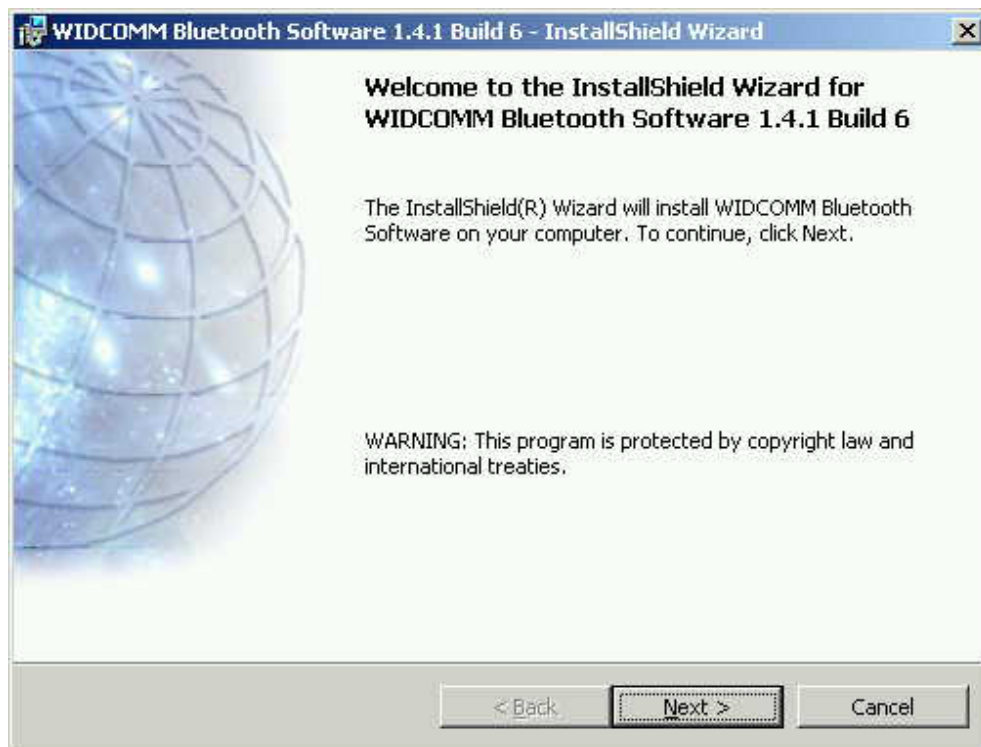 WIDCOMM Bluetooth Software 1.4.1 Build 6 - InstallShield Wizard
Welcome to the InstallShield Wizard for
WIDCOMM Bluetooth Software 1.4.1 Build 6
The InstallShield(R) Wizard will install WIDCOMM Bluetooth
Software on your computer. To continue, click Next.
WARNING: This program is protected by copyright law and
international treaties.
< Back
Next >
Cancel